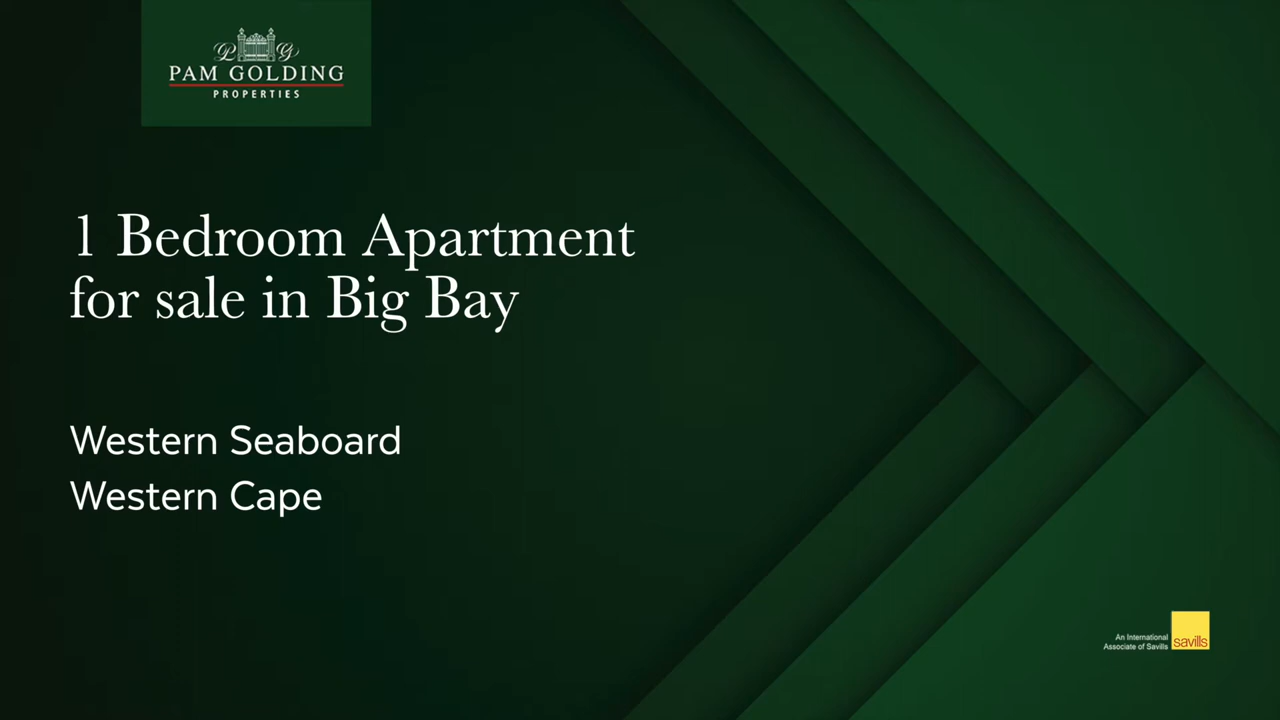 PG
PAM GOLDING
PROPERTIES
1 Bedroom Apartment
for sale in Big Bay
Western Seaboard
Western Cape
An International
Associate of Savills
savills